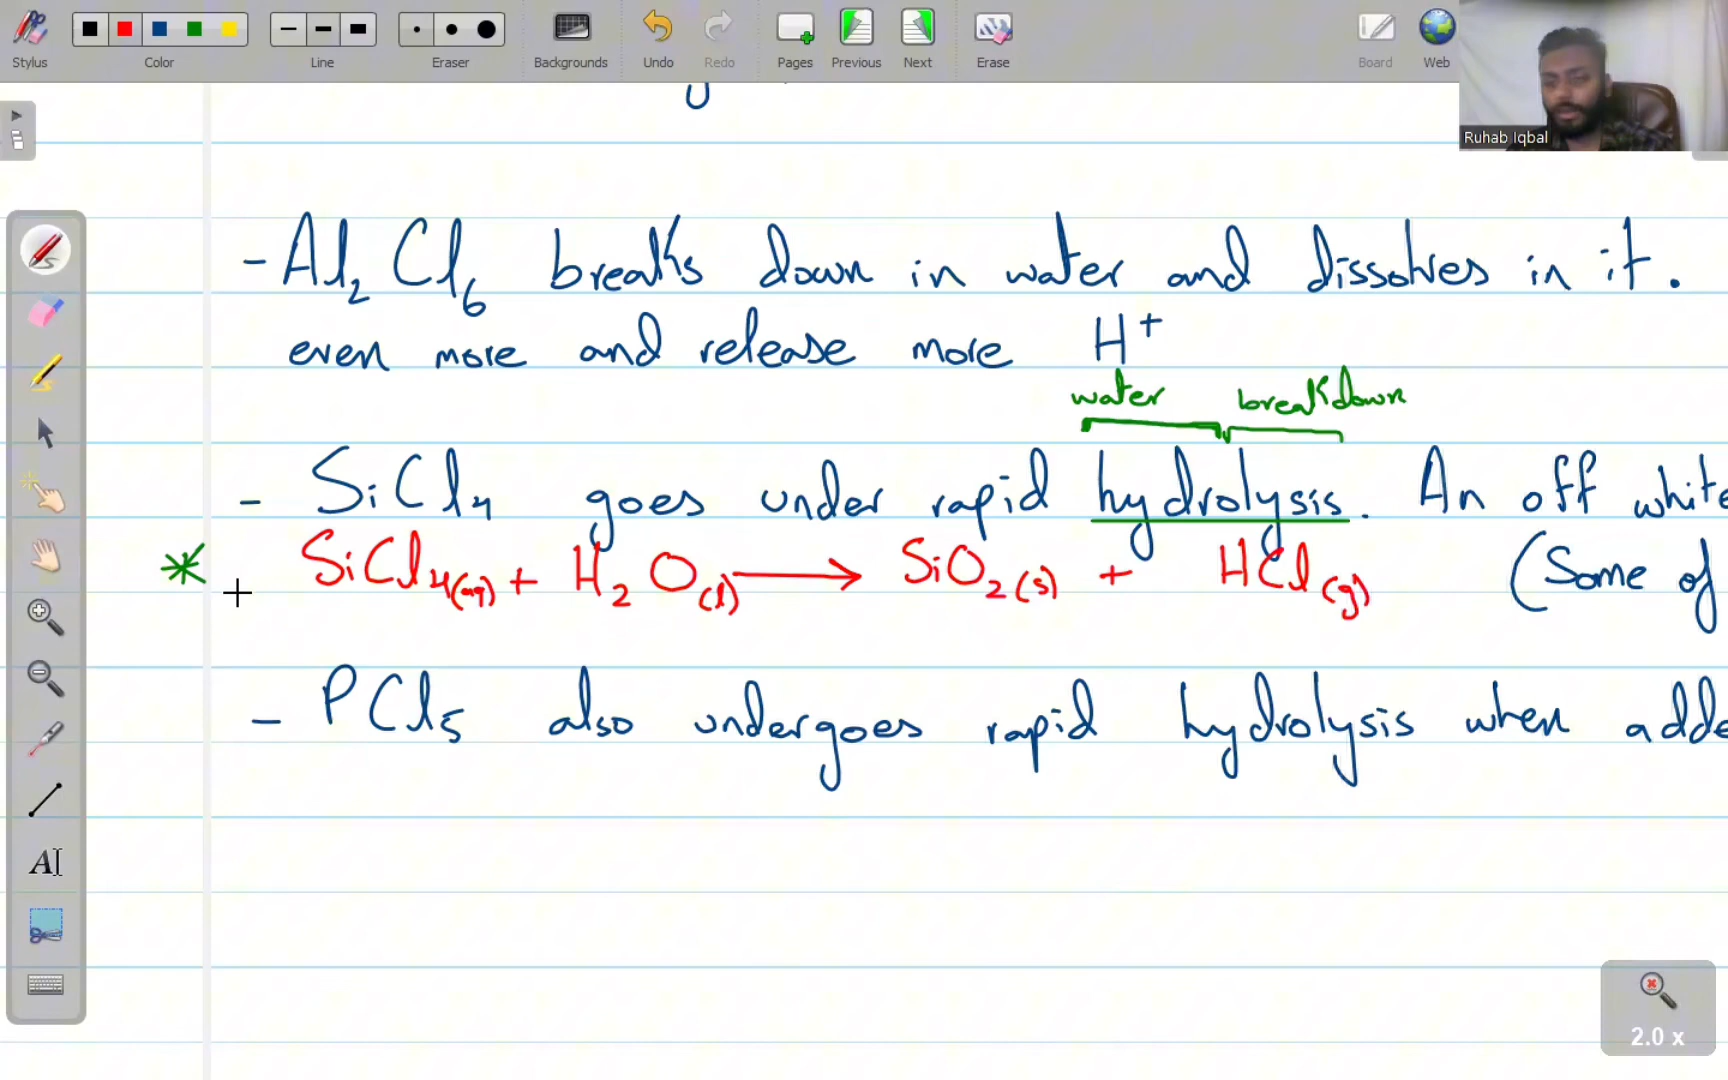 Stylus
Color
Line
Eraser
Backgrounds
Undo
Redo
Pages
Previous
Next
Erase
Board
Web
Ruhab Iqbal
- Al₂Cl₆ breaks down in water and dissolves in it.
even more and release more H⁺
water breakdown
- SiCl₄ goes under rapid hydrolysis. An off white
* SiCl₄(aq) + H₂O(l) ⟶ SiO₂(s) + HCl(g) (Some of
- PCl₅ also undergoes rapid hydrolysis when adde
AI
2.0 x